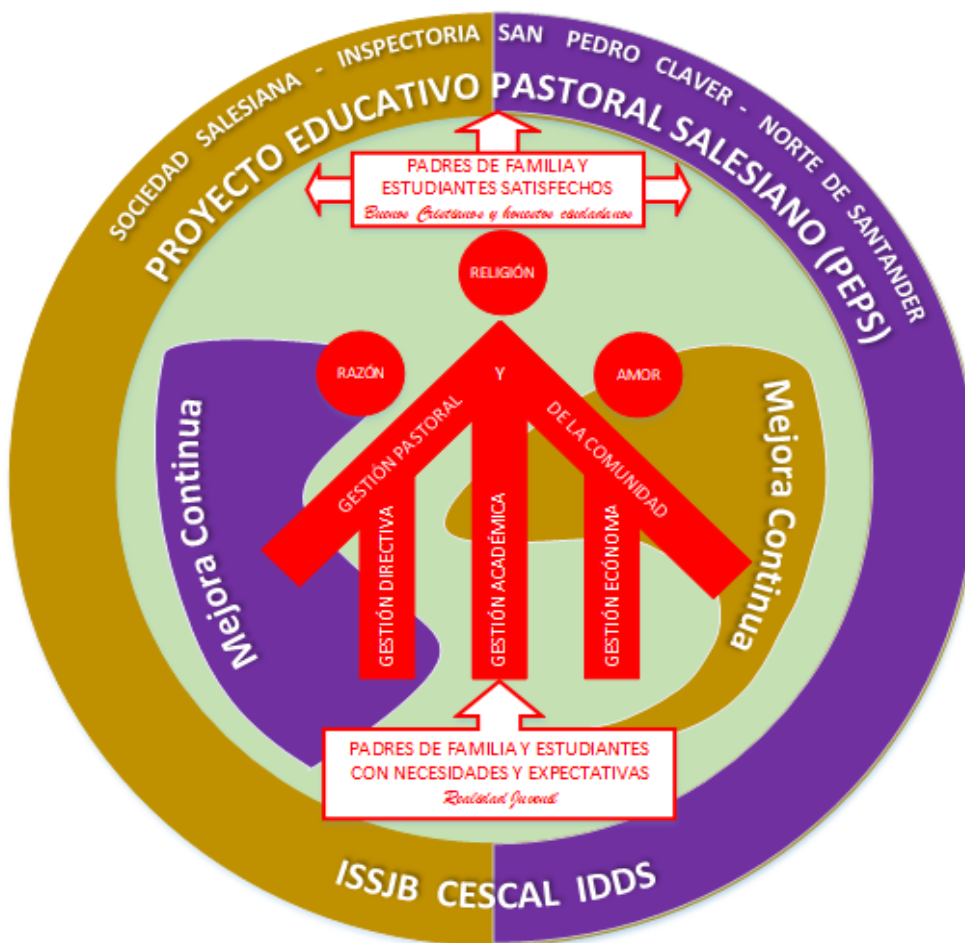 SOCIEDAD SALESIANA - INSPECTORIA SAN PEDRO CLAVER - NORTE DE SANTANDER
PROYECTO EDUCATIVO PASTORAL SALESIANO (PEPS)
PADRES DE FAMILIA Y
ESTUDIANTES SATISFECHOS
Buenos Cristianos y honestos ciudadanos
RELIGIÓN
RAZÓN
Y
AMOR
GESTIÓN PASTORAL
DE LA COMUNIDAD
Mejora Continua
GESTIÓN DIRECTIVA
GESTIÓN ACADÉMICA
GESTIÓN ECÓNOMA
Mejora Continua
PADRES DE FAMILIA Y ESTUDIANTES
CON NECESIDADES Y EXPECTATIVAS
Realidad Juvenil
ISSJB CESCAL IDDS